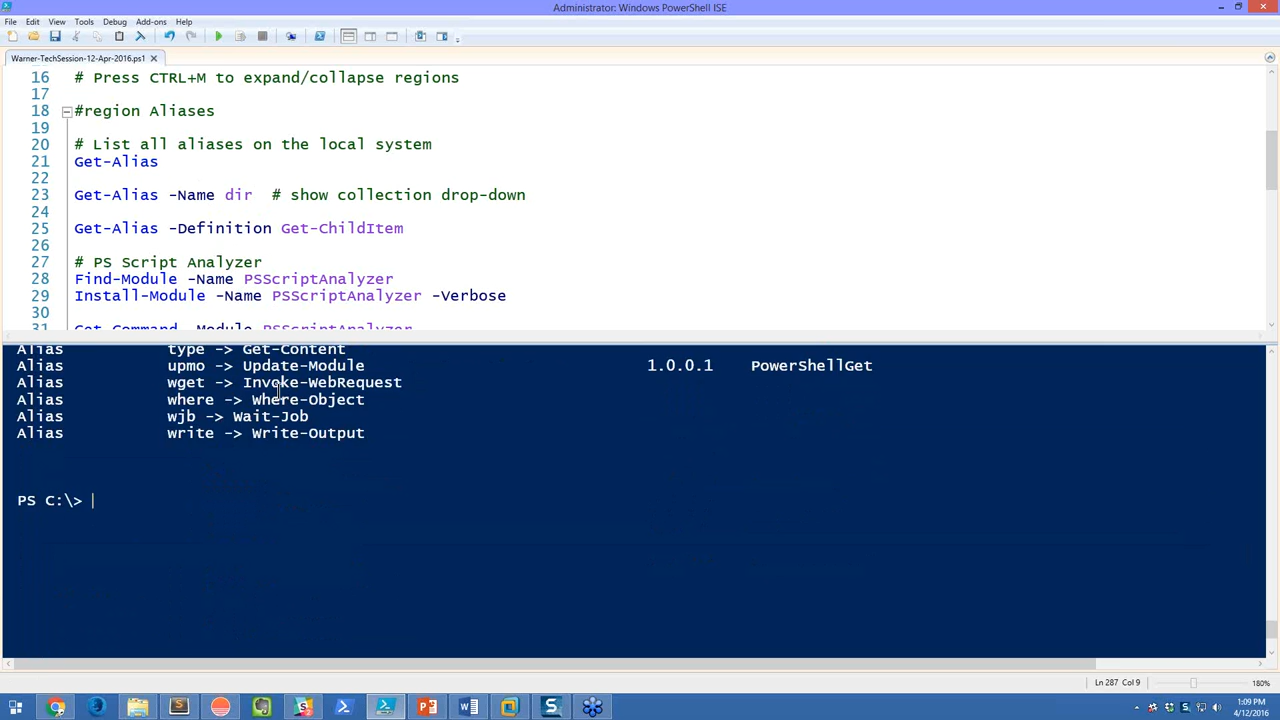 Administrator: Windows PowerShell ISE
File Edit View Tools Debug Add-ons Help
Warner-TechSession-12-Apr-2016.ps1
16 # Press CTRL+M to expand/collapse regions
17
18 #region Aliases
19
20 # List all aliases on the local system
21 Get-Alias
22
23 Get-Alias -Name dir # show collection drop-down
24
25 Get-Alias -Definition Get-ChildItem
26
27 # PS Script Analyzer
28 Find-Module -Name PSScriptAnalyzer
29 Install-Module -Name PSScriptAnalyzer -Verbose
30
31 Get-Command -Module PSScriptAnalyzer
Alias type -> Get-Content
Alias upmo -> Update-Module 1.0.0.1 PowerShellGet
Alias wget -> Invoke-WebRequest
Alias where -> Where-Object
Alias wjb -> Wait-Job
Alias write -> Write-Output
PS C:\>
Ln 287 Col 9 180%
1:09 PM
4/12/2016